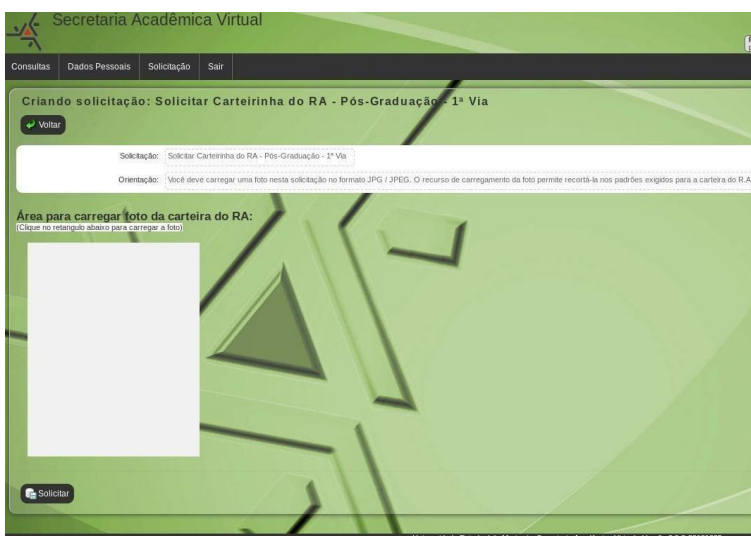 Secretaria Acadêmica Virtual
Consultas Dados Pessoais Solicitação Sair
Criando solicitação: Solicitar Carteirinha do RA - Pós-Graduação - 1ª Via
Voltar
Solicitação: Solicitar Carteirinha do RA - Pós-Graduação - 1ª Via
Orientação: Você deve carregar uma foto nesta solicitação no formato JPG / JPEG. O recurso de carregamento da foto permite recortá-la nos padrões exigidos para a carteira do R.A
Área para carregar foto da carteira do RA:
(Clique no retangulo abaixo para carregar a foto)
Solicitar